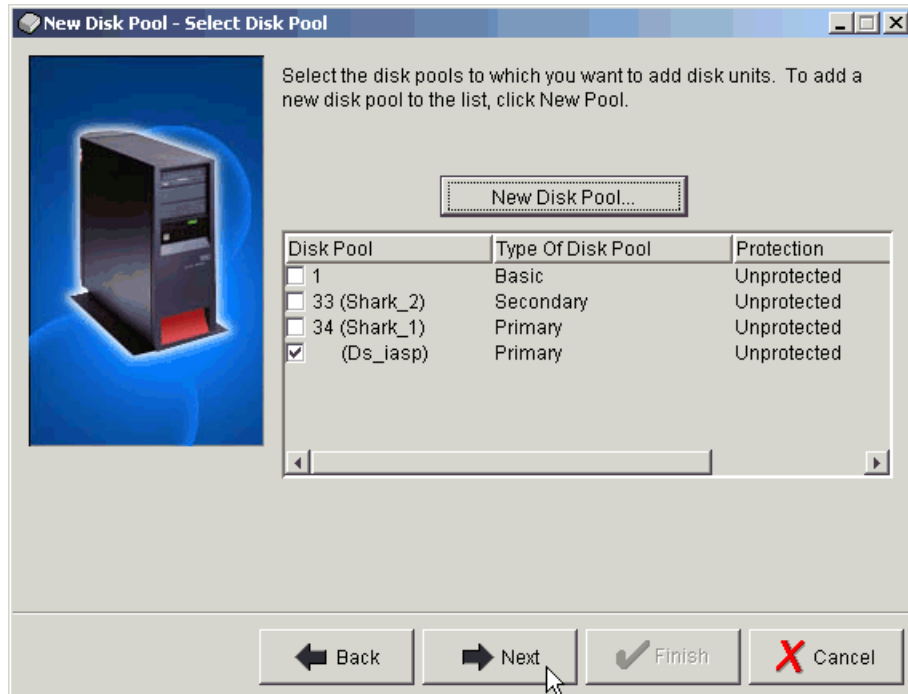 New Disk Pool - Select Disk Pool
Select the disk pools to which you want to add disk units. To add a
new disk pool to the list, click New Pool.
New Disk Pool...
Disk Pool Type Of Disk Pool Protection
1 Basic Unprotected
33 (Shark_2) Secondary Unprotected
34 (Shark_1) Primary Unprotected
(Ds_iasp) Primary Unprotected
Back Next Finish Cancel